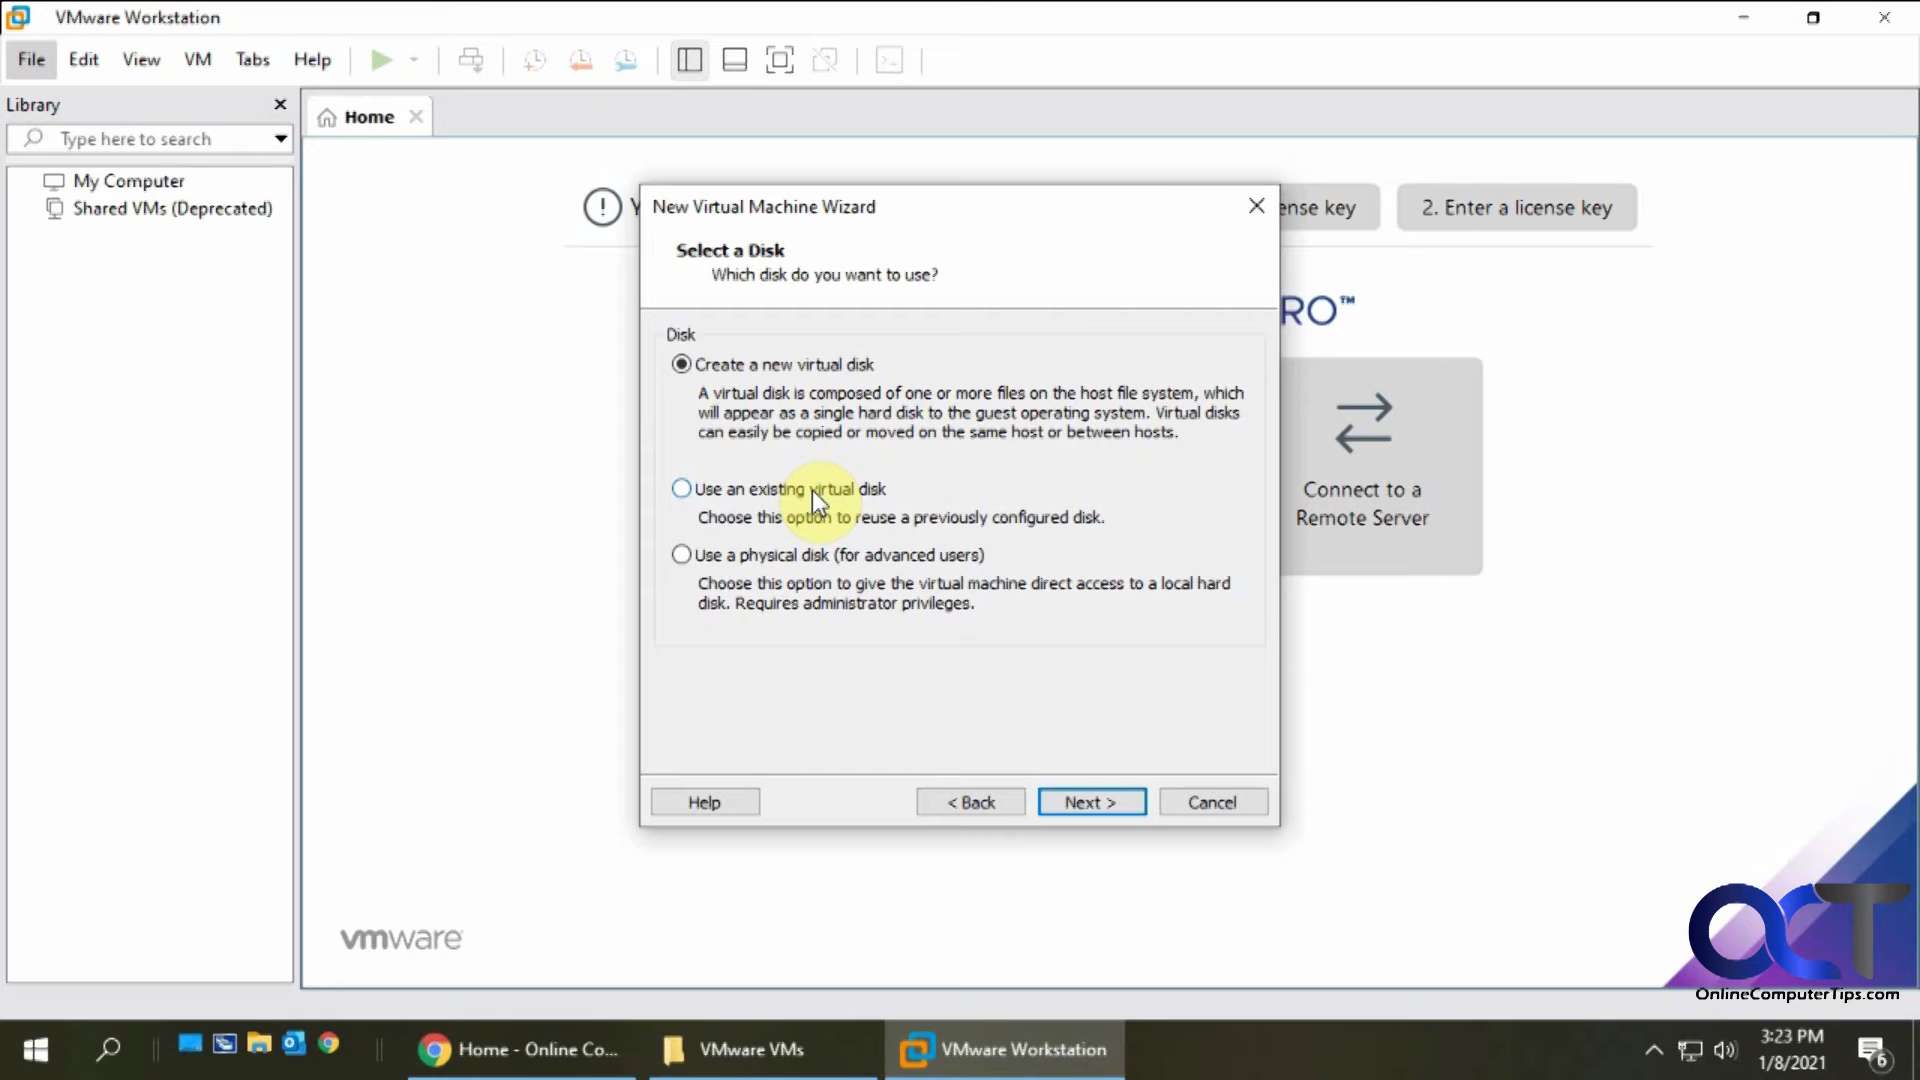 VMware Workstation
File Edit View VM Tabs Help
Library
Type here to search
My Computer
Shared VMs (Deprecated)
Home
ense key
2. Enter a license key
RO™
Connect to a
Remote Server
New Virtual Machine Wizard
Select a Disk
Which disk do you want to use?
Disk
Create a new virtual disk
A virtual disk is composed of one or more files on the host file system, which
will appear as a single hard disk to the guest operating system. Virtual disks
can easily be copied or moved on the same host or between hosts.
Use an existing virtual disk
Choose this option to reuse a previously configured disk.
Use a physical disk (for advanced users)
Choose this option to give the virtual machine direct access to a local hard
disk. Requires administrator privileges.
Help
< Back
Next >
Cancel
vmware
OCT
OnlineComputerTips.com
Home - Online Co...
VMware VMs
VMware Workstation
3:23 PM
1/8/2021
6